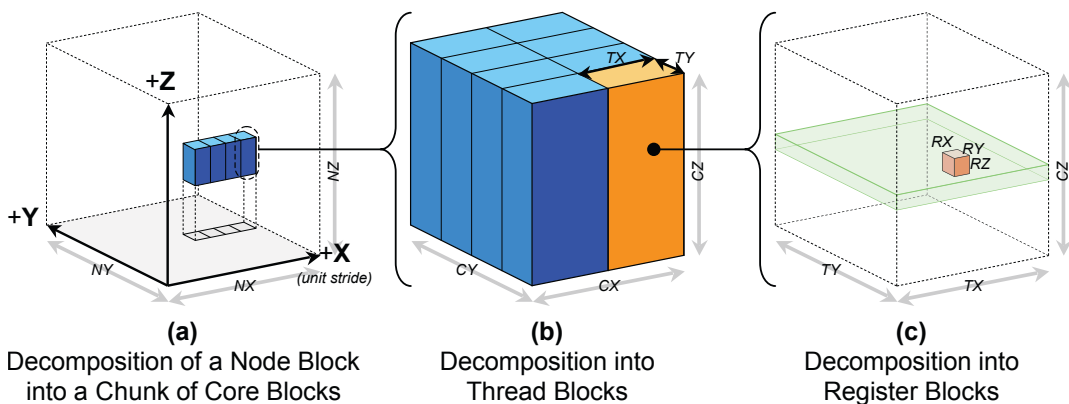 +Z
NZ
+Y
+X
(unit stride)
NY
NX
TX
TY
CZ
CY
CX
RX
RY
RZ
CZ
TY
TX
(a)
Decomposition of a Node Block
into a Chunk of Core Blocks
(b)
Decomposition into
Thread Blocks
(c)
Decomposition into
Register Blocks